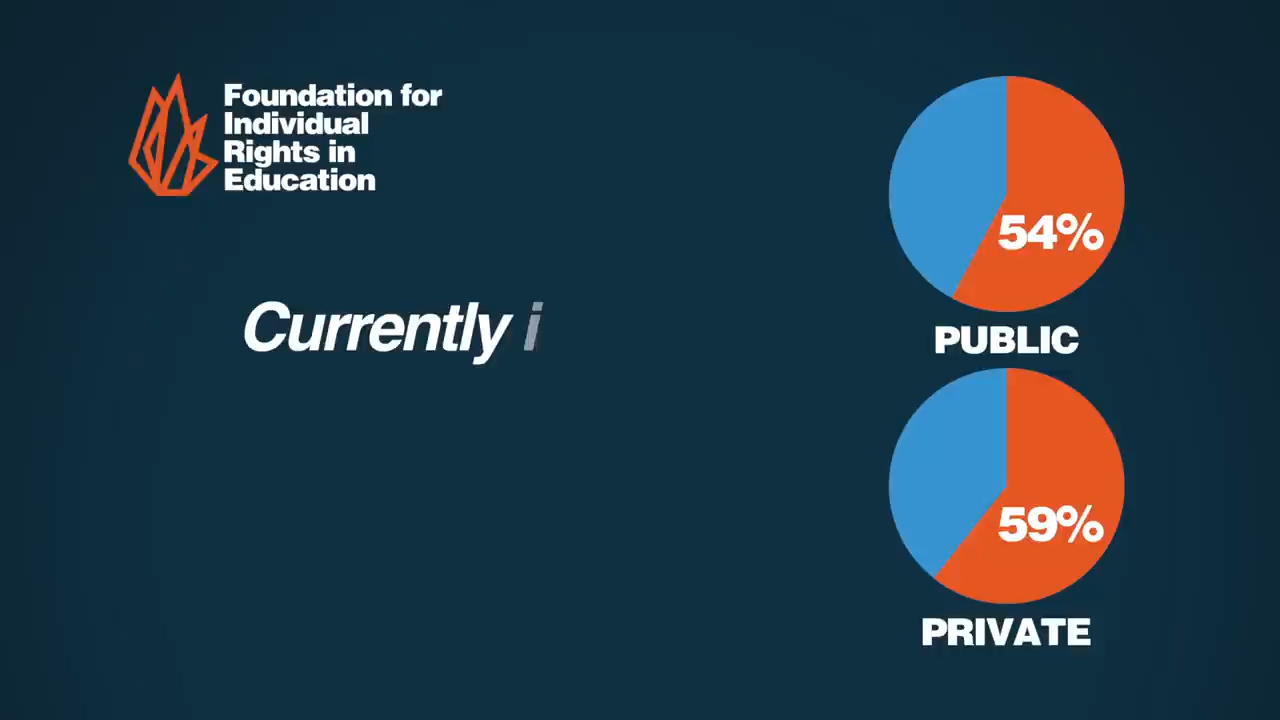 Foundation for
Individual
Rights in
Education
Currently i
54%
PUBLIC
59%
PRIVATE